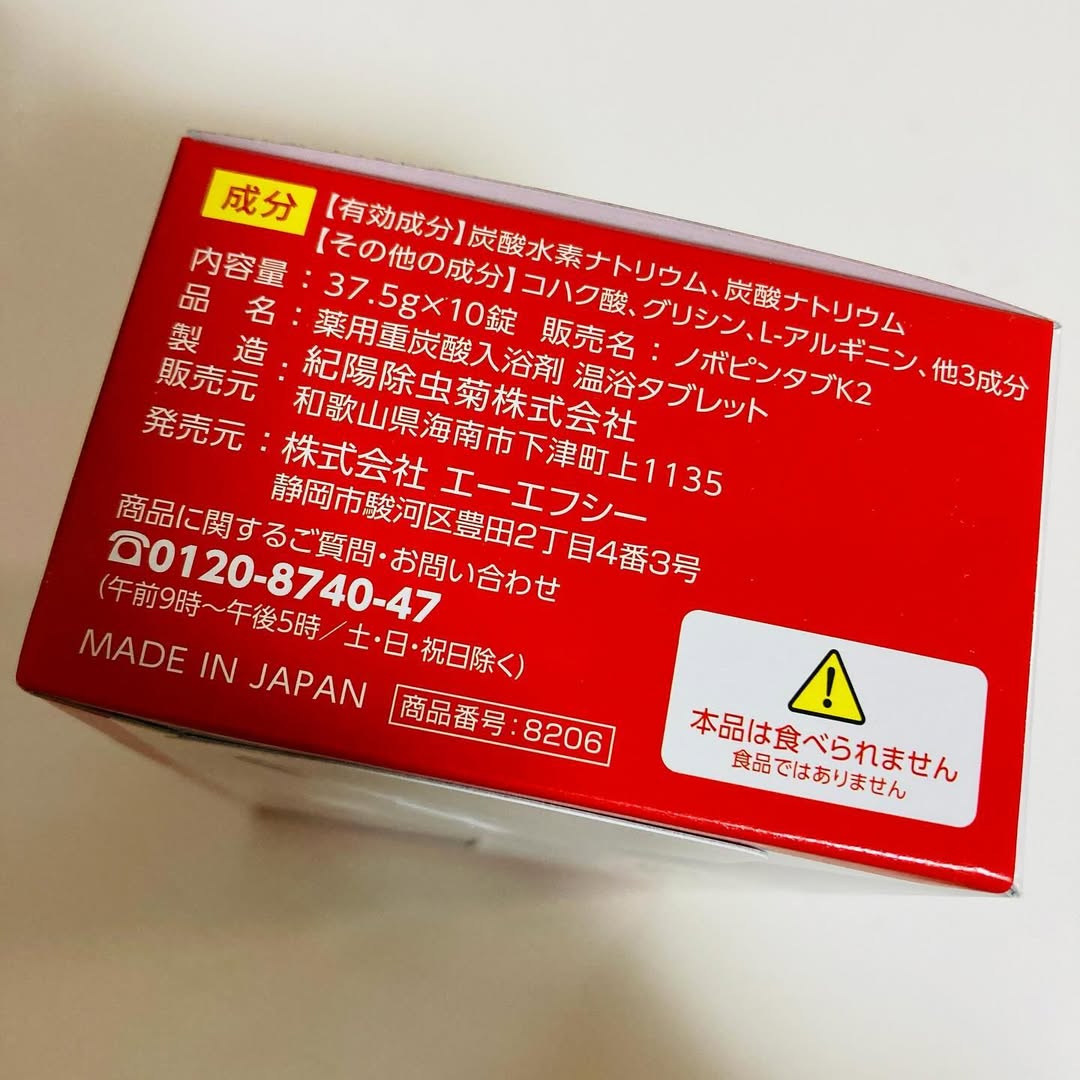 成分 【有効成分】炭酸水素ナトリウム、炭酸ナトリウム
【その他の成分】コハク酸、グリシン、L-アルギニン、他3成分
内容量：37.5g×10錠 販売名：ノボピンタブK2
品 名：薬用重炭酸入浴剤 温浴タブレット
製 造
販売元：紀陽除虫菊株式会社
和歌山県海南市下津町上1135
発売元：株式会社 エーエフシー
静岡市駿河区豊田2丁目4番3号
商品に関するご質問・お問い合わせ
☎0120-8740-47
(午前9時～午後5時／土・日・祝日除く)
MADE IN JAPAN 商品番号：8206
本品は食べられません
食品ではありません